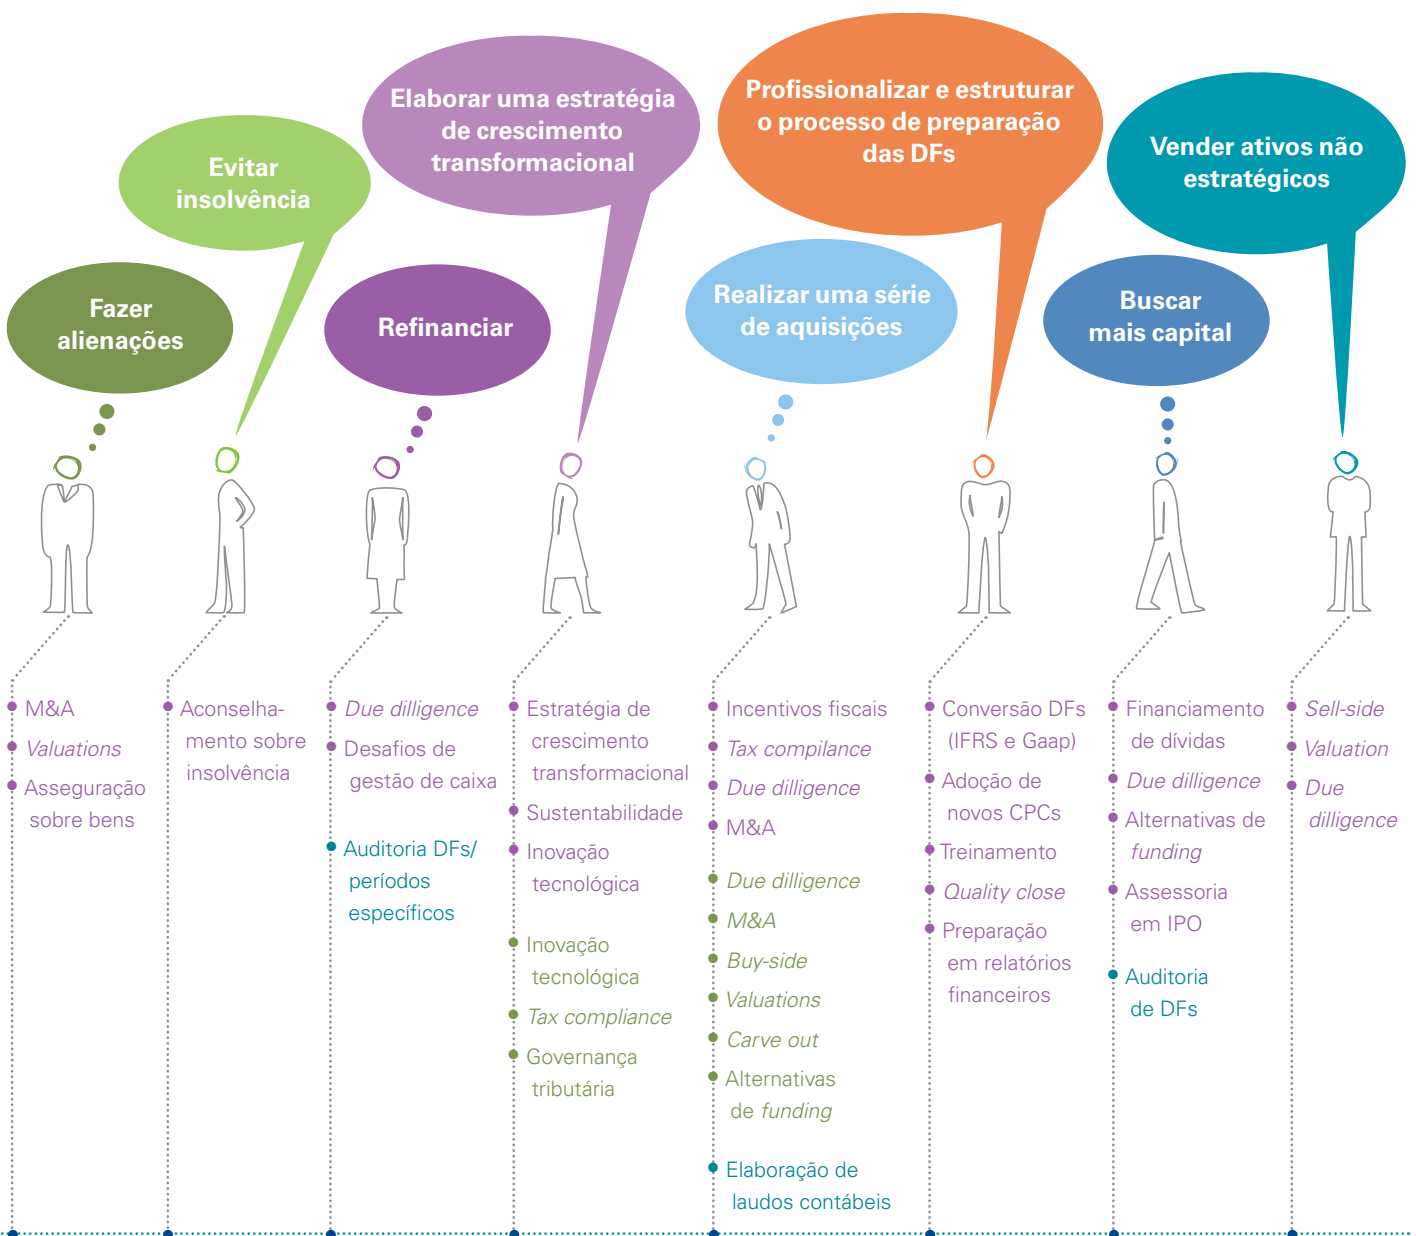 Fazer
alienações
Evitar
insolvência
Refinanciar
Elaborar uma estratégia
de crescimento
transformacional
Realizar uma série
de aquisições
Profissionalizar e estruturar
o processo de preparação
das DFs
Buscar
mais capital
Vender ativos não
estratégicos
M&A
Valuations
Asseguração
sobre bens
Aconselha-
mento sobre
insolvência
Due dilligence
Desafios de
gestão de caixa
Auditoria DFs/
períodos
específicos
Estratégia de
crescimento
transformacional
Sustentabilidade
Inovação
tecnológica
Inovação
tecnológica
Tax compliance
Governança
tributária
Incentivos fiscais
Tax compilance
Due dilligence
M&A
Due dilligence
M&A
Buy-side
Valuations
Carve out
Alternativas
de funding
Elaboração de
laudos contábeis
Conversão DFs
(IFRS e Gaap)
Adoção de
novos CPCs
Treinamento
Quality close
Preparação
em relatórios
financeiros
Financiamento
de dívidas
Due dilligence
Alternativas de
funding
Assessoria
em IPO
Auditoria
de DFs
Sell-side
Valuation
Due
dilligence